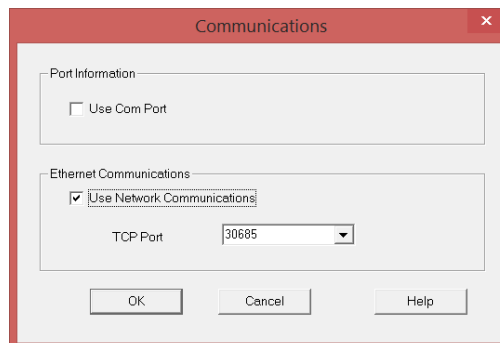 Communications
Port Information
Use Com Port
Ethernet Communications
Use Network Communications
TCP Port 30685
OK Cancel Help